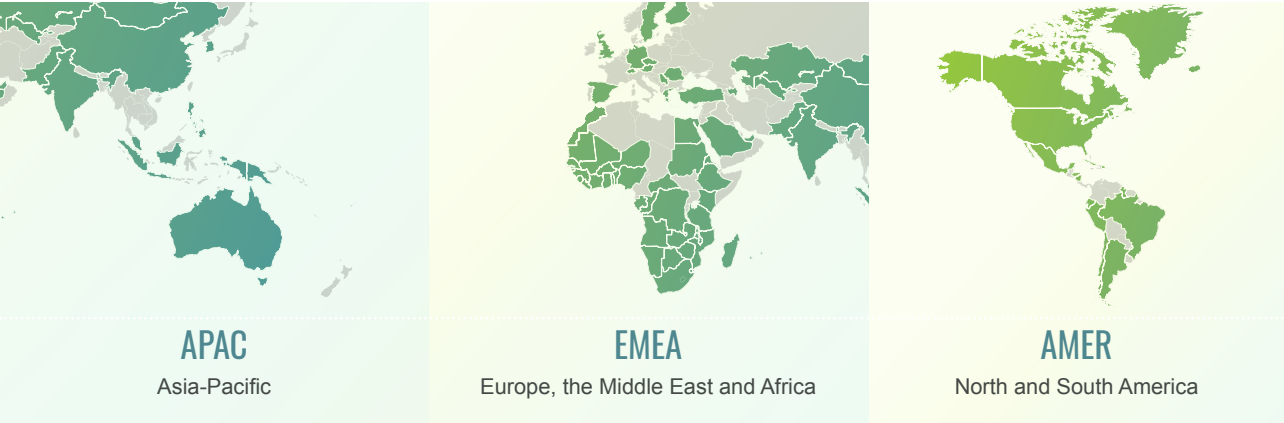 APAC
Asia-Pacific
EMEA
Europe, the Middle East and Africa
AMER
North and South America